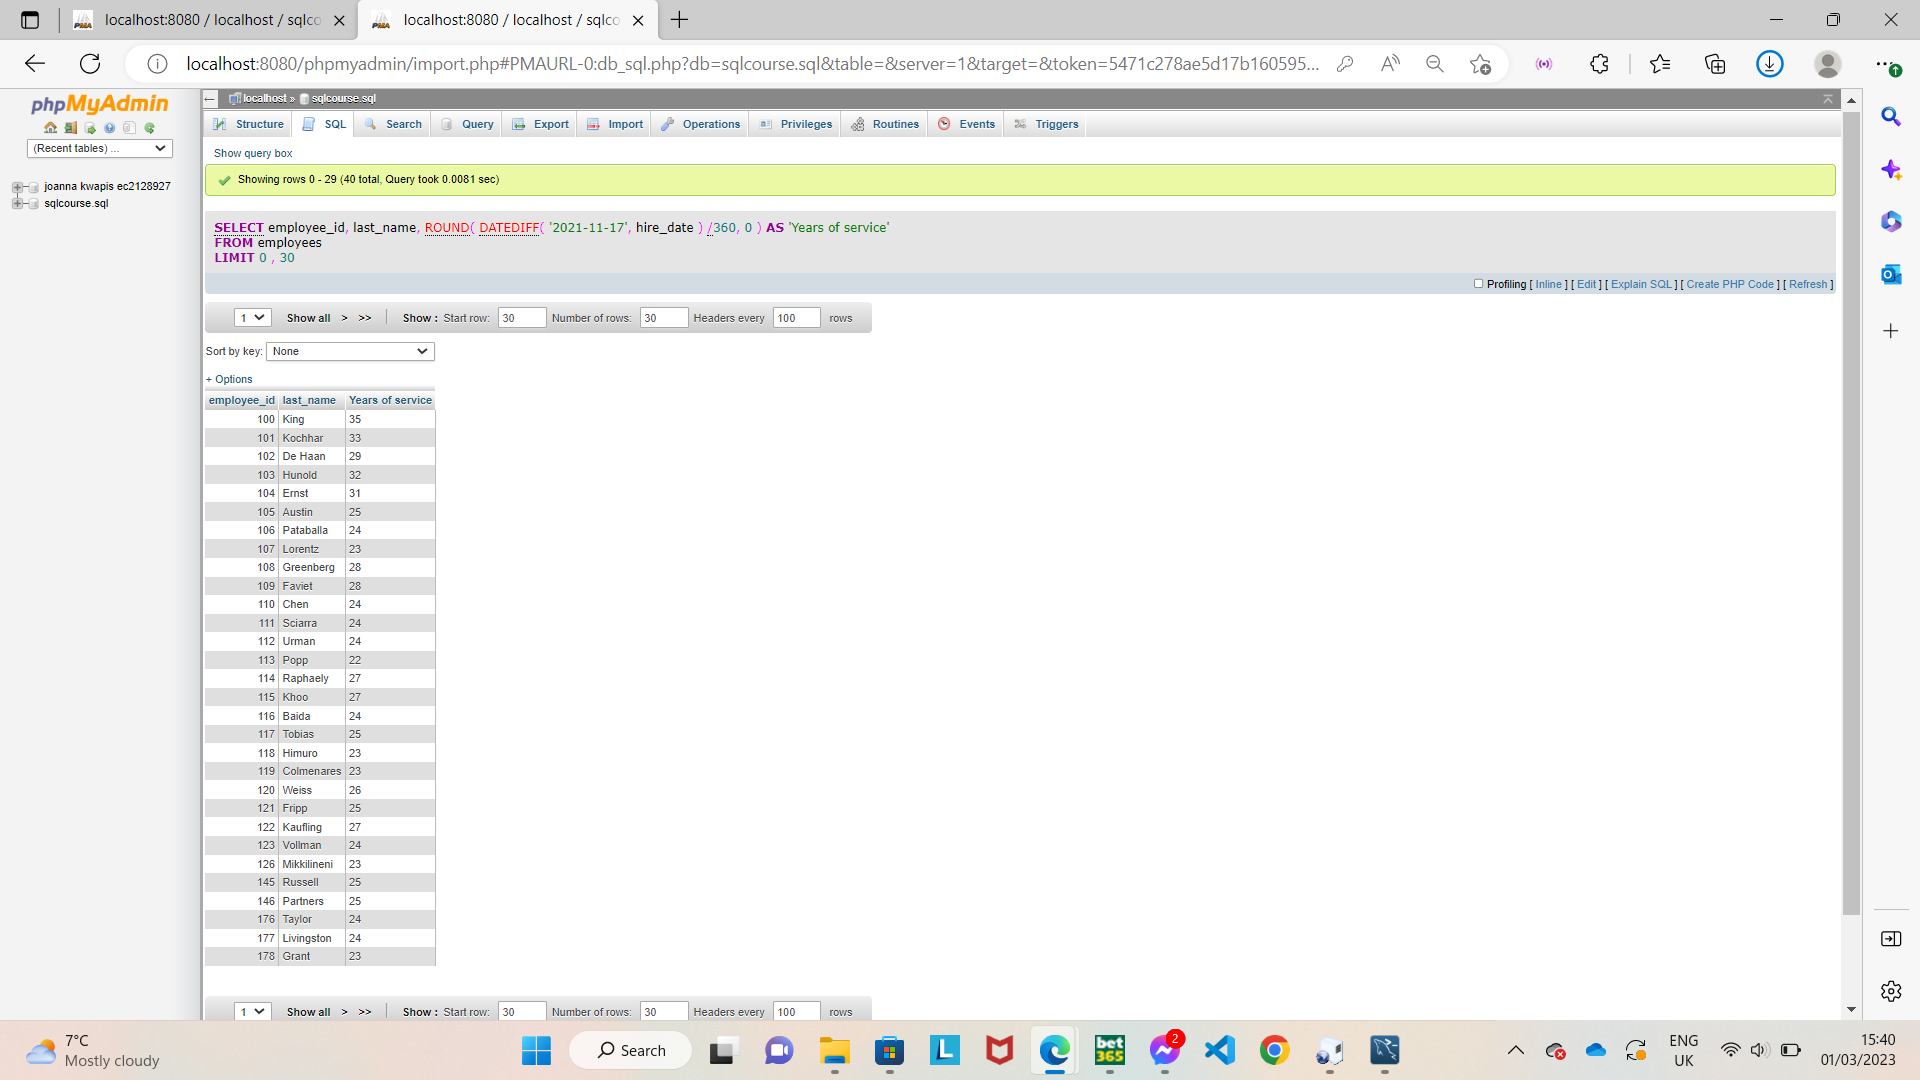 localhost:8080 / localhost / sqlco
localhost:8080 / localhost / sqlco
localhost:8080/phpmyadmin/import.php#PMAURL-0:db_sql.php?db=sqlcourse.sql&table=&server=1&target=&token=5471c278ae5d17b160595...
phpMyAdmin
(Recent tables) ...
joanna kwapis ec2128927
sqlcourse.sql
localhost » sqlcourse.sql
Structure SQL Search Query Export Import Operations Privileges Routines Events Triggers
Show query box
Showing rows 0 - 29 (40 total, Query took 0.0081 sec)
SELECT employee_id, last_name, ROUND( DATEDIFF( '2021-11-17', hire_date ) /360, 0 ) AS 'Years of service'
FROM employees
LIMIT 0 , 30
Profiling [ Inline ] [ Edit ] [ Explain SQL ] [ Create PHP Code ] [ Refresh ]
1 Show all > >> Show : Start row: 30 Number of rows: 30 Headers every 100 rows
Sort by key: None
+ Options
employee_id last_name Years of service
100 King 35
101 Kochhar 33
102 De Haan 29
103 Hunold 32
104 Ernst 31
105 Austin 25
106 Pataballa 24
107 Lorentz 23
108 Greenberg 28
109 Faviet 28
110 Chen 24
111 Sciarra 24
112 Urman 24
113 Popp 22
114 Raphaely 27
115 Khoo 27
116 Baida 24
117 Tobias 25
118 Himuro 23
119 Colmenares 23
120 Weiss 26
121 Fripp 25
122 Kaufling 27
123 Vollman 24
126 Mikkilineni 23
145 Russell 25
146 Partners 25
176 Taylor 24
177 Livingston 24
178 Grant 23
1 Show all > >> Show : Start row: 30 Number of rows: 30 Headers every 100 rows
7°C
Mostly cloudy
Search
L
bet365
2
ENG
UK
15:40
01/03/2023